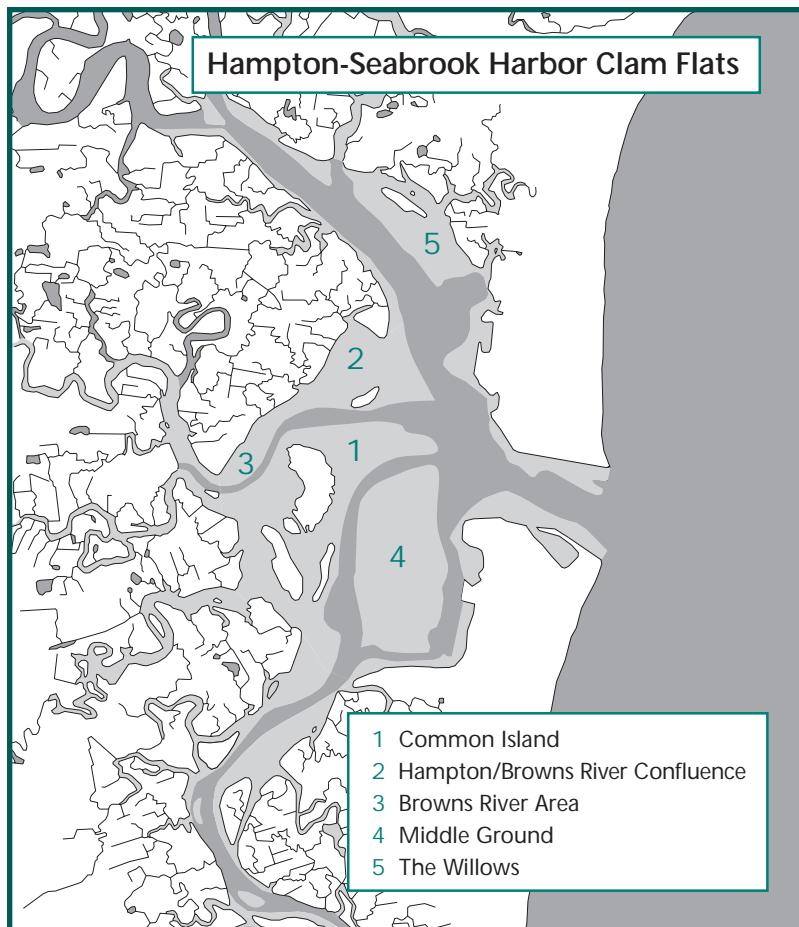 Hampton-Seabrook Harbor Clam Flats
5
2
1
3
4
1 Common Island
2 Hampton/Browns River Confluence
3 Browns River Area
4 Middle Ground
5 The Willows